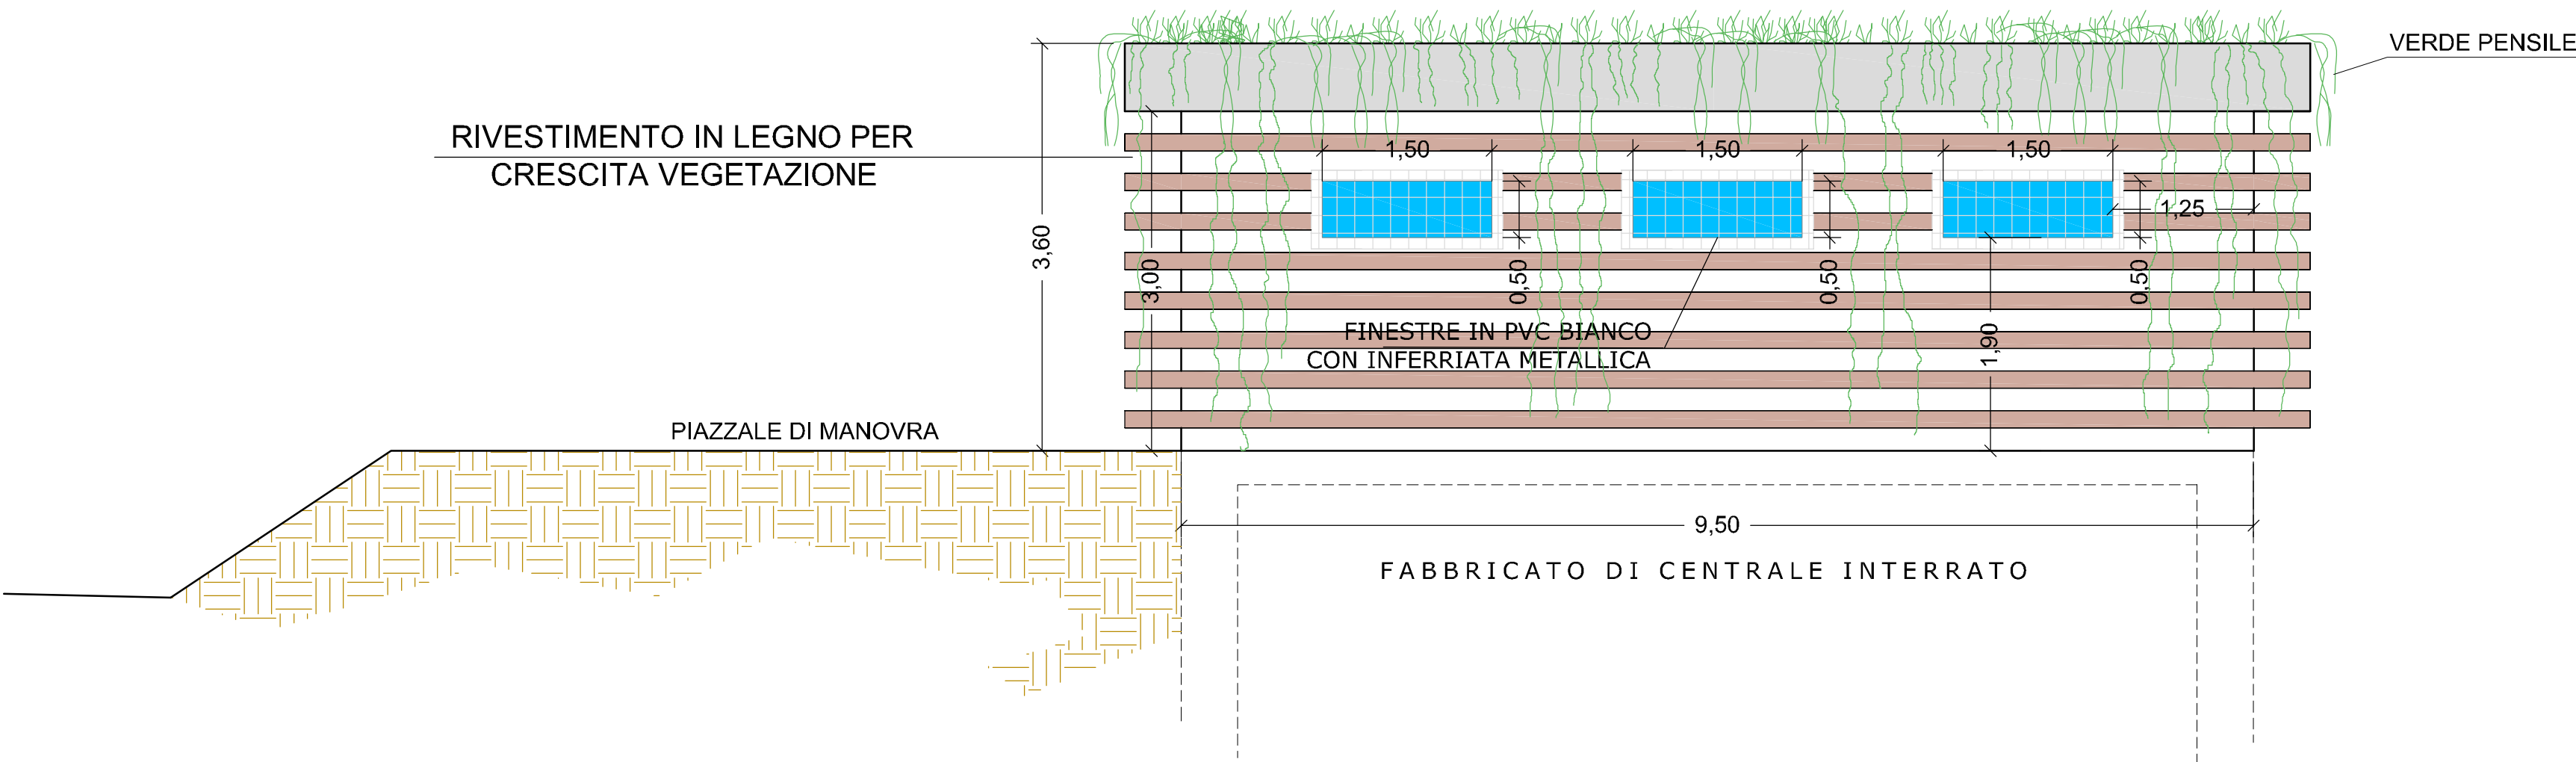 VERDE PENSILE
RIVESTIMENTO IN LEGNO PER
CRESCITA VEGETAZIONE
1,50
1,50
1,50
1,25
3,60
3,00
0,50
0,50
0,50
FINESTRE IN PVC BIANCO
CON INFERRIATA METALLICA
1,90
PIAZZALE DI MANOVRA
9,50
FABBRICATO DI CENTRALE INTERRATO